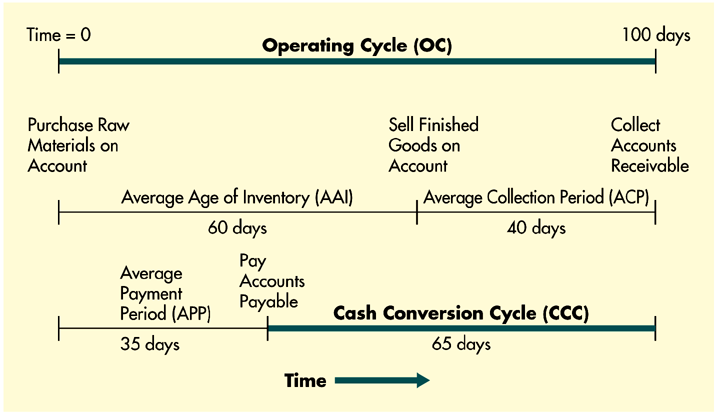 Time = 0
Operating Cycle (OC)
100 days
Purchase Raw
Materials on
Account
Sell Finished
Goods on
Account
Collect
Accounts
Receivable
Average Age of Inventory (AAI)
Average Collection Period (ACP)
60 days
40 days
Average
Payment
Period (APP)
Pay
Accounts
Payable
Cash Conversion Cycle (CCC)
35 days
65 days
Time